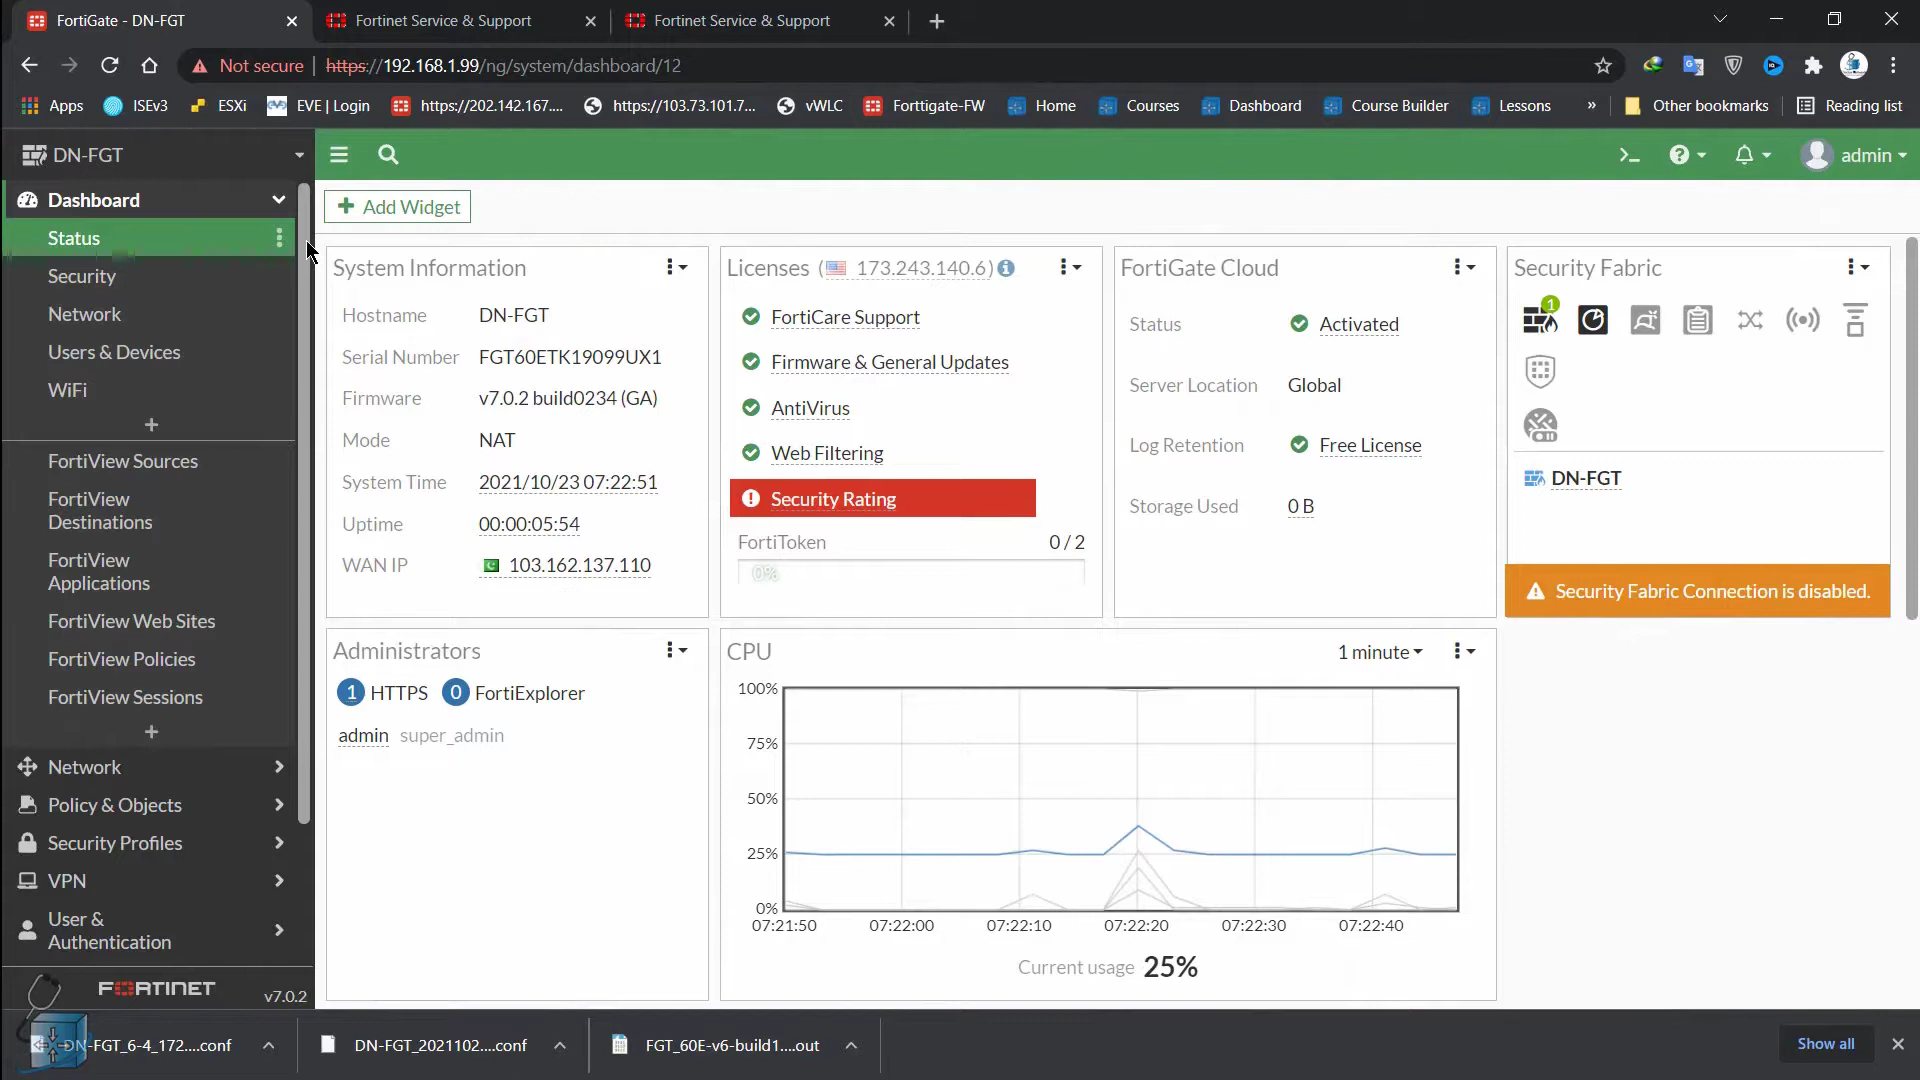 FortiGate - DN-FGT
Fortinet Service & Support
Fortinet Service & Support
Not secure
https://192.168.1.99/ng/system/dashboard/12
Apps
ISEv3
ESXi
EVE | Login
https://202.142.167....
https://103.73.101.7...
vWLC
Forttigate-FW
Home
Courses
Dashboard
Course Builder
Lessons
»
Other bookmarks
Reading list
DN-FGT
admin
Dashboard
Status
Security
Network
Users & Devices
WiFi
FortiView Sources
FortiView
Destinations
FortiView
Applications
FortiView Web Sites
FortiView Policies
FortiView Sessions
Network
Policy & Objects
Security Profiles
VPN
User &
Authentication
FORTINET
v7.0.2
Add Widget
System Information
Hostname DN-FGT
Serial Number FGT60ETK19099UX1
Firmware v7.0.2 build0234 (GA)
Mode NAT
System Time 2021/10/23 07:22:51
Uptime 00:00:05:54
WAN IP 103.162.137.110
Licenses (173.243.140.6)
FortiCare Support
Firmware & General Updates
AntiVirus
Web Filtering
Security Rating
FortiToken 0 / 2
0%
FortiGate Cloud
Status Activated
Server Location Global
Log Retention Free License
Storage Used 0 B
Security Fabric
1
DN-FGT
Security Fabric Connection is disabled.
Administrators
1 HTTPS 0 FortiExplorer
admin super_admin
CPU
1 minute
100%
75%
50%
25%
0%
07:21:50 07:22:00 07:22:10 07:22:20 07:22:30 07:22:40
Current usage 25%
DN-FGT_6-4_172....conf
DN-FGT_2021102....conf
FGT_60E-v6-build1....out
Show all